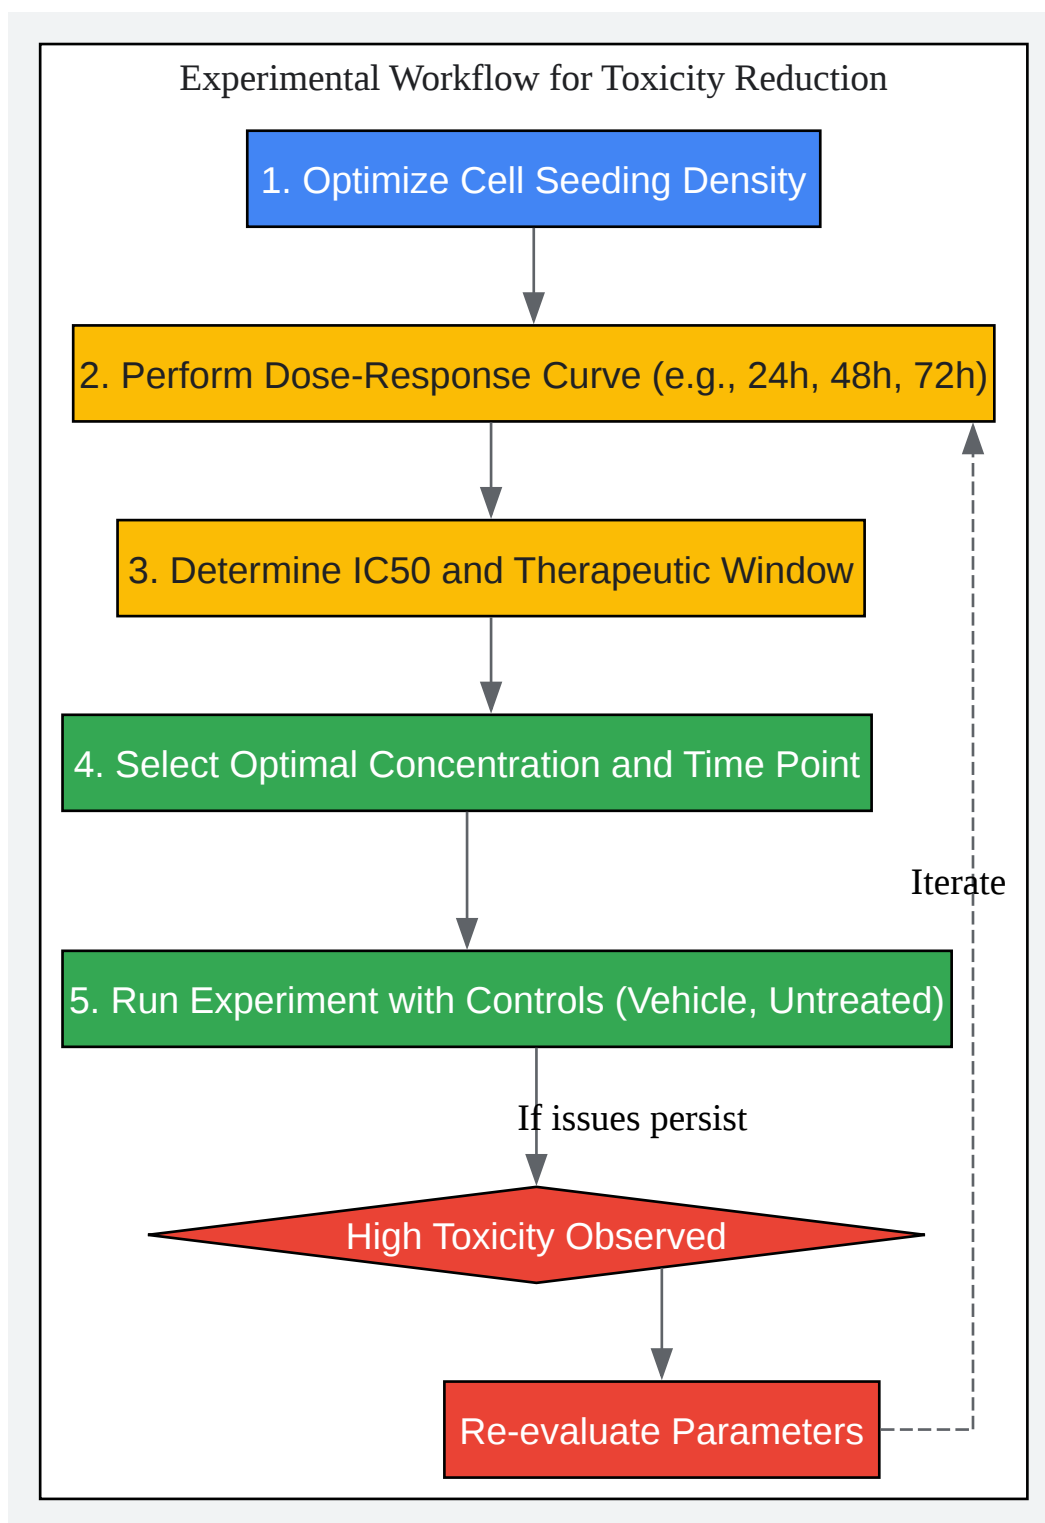 Experimental Workflow for Toxicity Reduction
1. Optimize Cell Seeding Density
2. Perform Dose-Response Curve (e.g., 24h, 48h, 72h)
3. Determine IC50 and Therapeutic Window
4. Select Optimal Concentration and Time Point
Iterate
5. Run Experiment with Controls (Vehicle, Untreated)
If issues persist
High Toxicity Observed
Re-evaluate Parameters